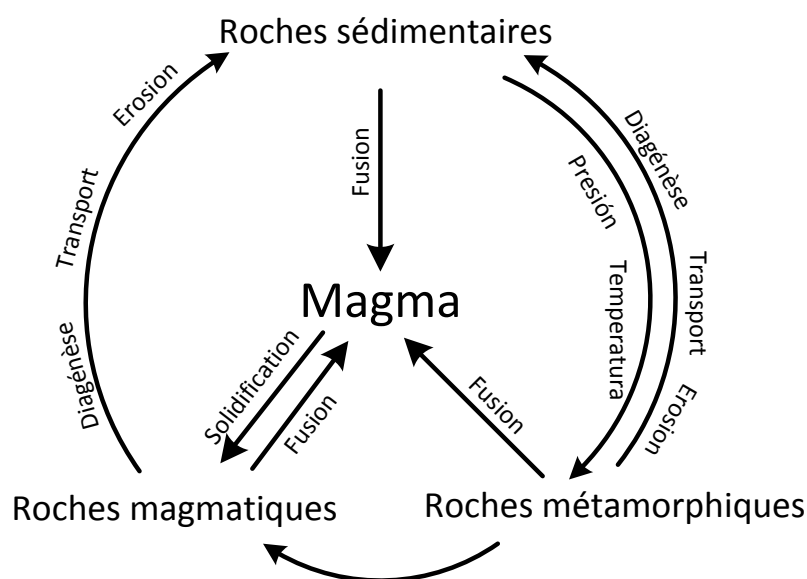 Roches sédimentaires
Erosion
Transport
Diagénèse
Fusion
Presión
Temperatura
Diagénèse
Transport
Erosion
Magma
Solidification
Fusion
Fusion
Roches magmatiques
Roches métamorphiques